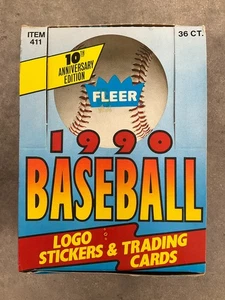 ITEM
411
36 CT.
10TH
ANNIVERSARY
EDITION
FLEER
1990
BASEBALL
LOGO
STICKERS & TRADING
CARDS